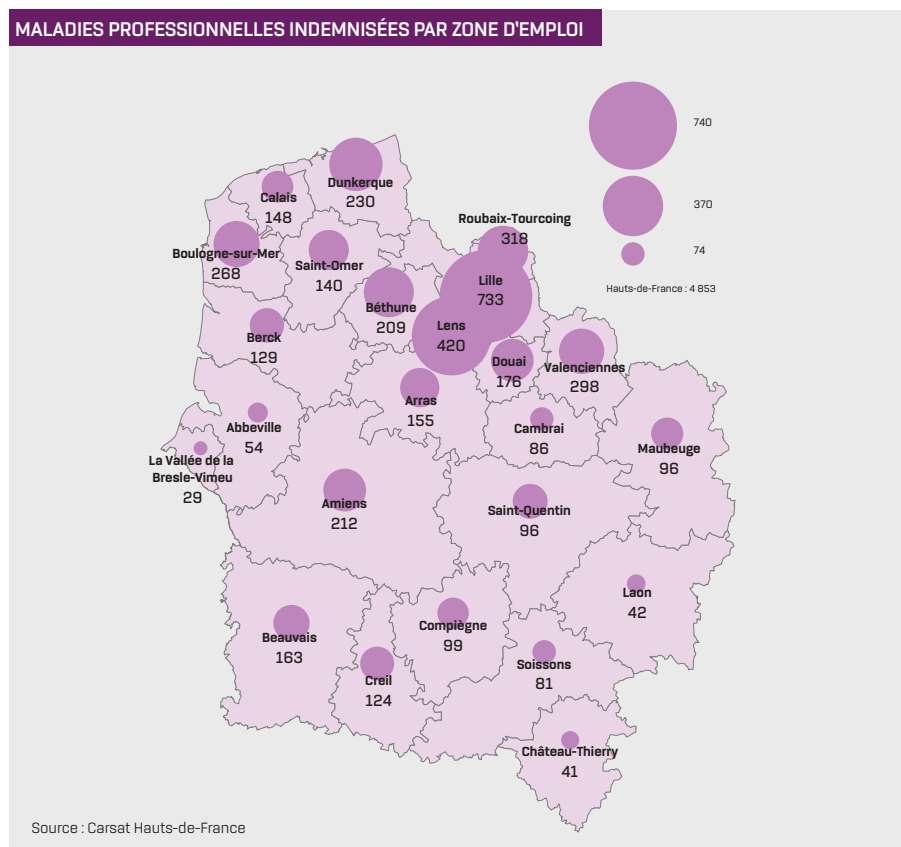 MALADIES PROFESSIONNELLES INDEMNISÉES PAR ZONE D'EMPLOI
740
370
74
Hauts-de-France : 4 853
Dunkerque
230
Calais
148
Roubaix-Tourcoing
318
Boulogne-sur-Mer
268
Saint-Omer
140
Lille
733
Béthune
209
Lens
420
Berck
129
Douai
176
Valenciennes
298
Arras
155
Abbeville
54
Cambrai
86
Maubeuge
96
La Vallée de la
Bresle-Vimeu
29
Amiens
212
Saint-Quentin
96
Laon
42
Compiègne
99
Beauvais
163
Soissons
81
Creil
124
Château-Thierry
41
Source : Carsat Hauts-de-France